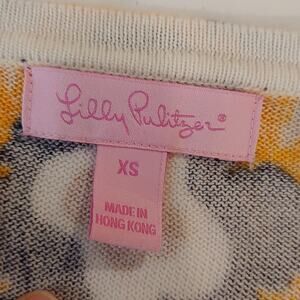 Lilly Pulitzer®
XS
MADE IN
HONG KONG